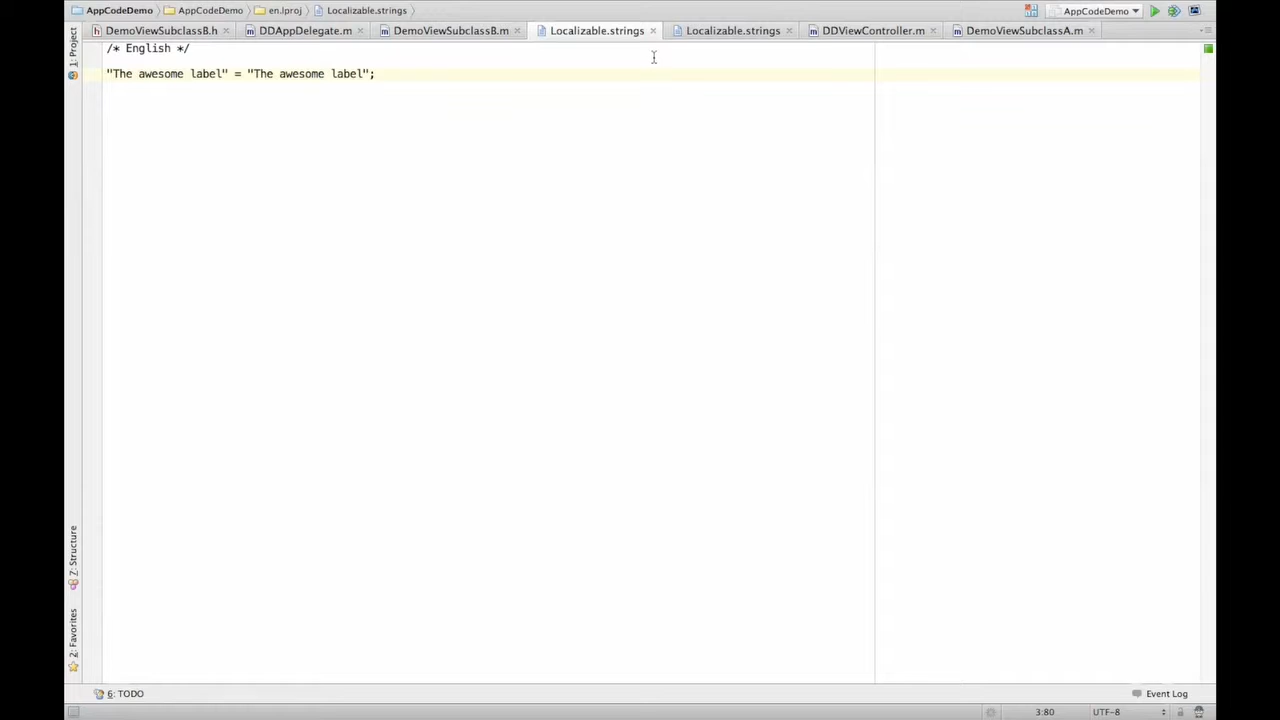 AppCodeDemo AppCodeDemo en.lproj Localizable.strings AppCodeDemo
DemoViewSubclassB.h DDAppDelegate.m DemoViewSubclassB.m Localizable.strings Localizable.strings DDViewController.m DemoViewSubclassA.m
1: Project
/* English */
"The awesome label" = "The awesome label";
7: Structure
2: Favorites
6: TODO Event Log
3:80 UTF-8